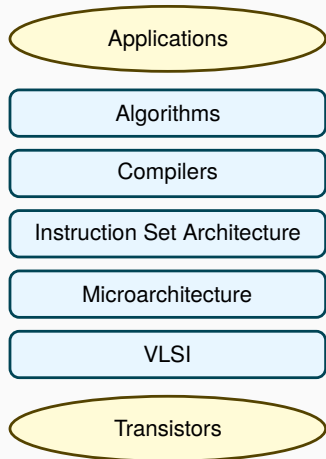 Applications
Algorithms
Compilers
Instruction Set Architecture
Microarchitecture
VLSI
Transistors